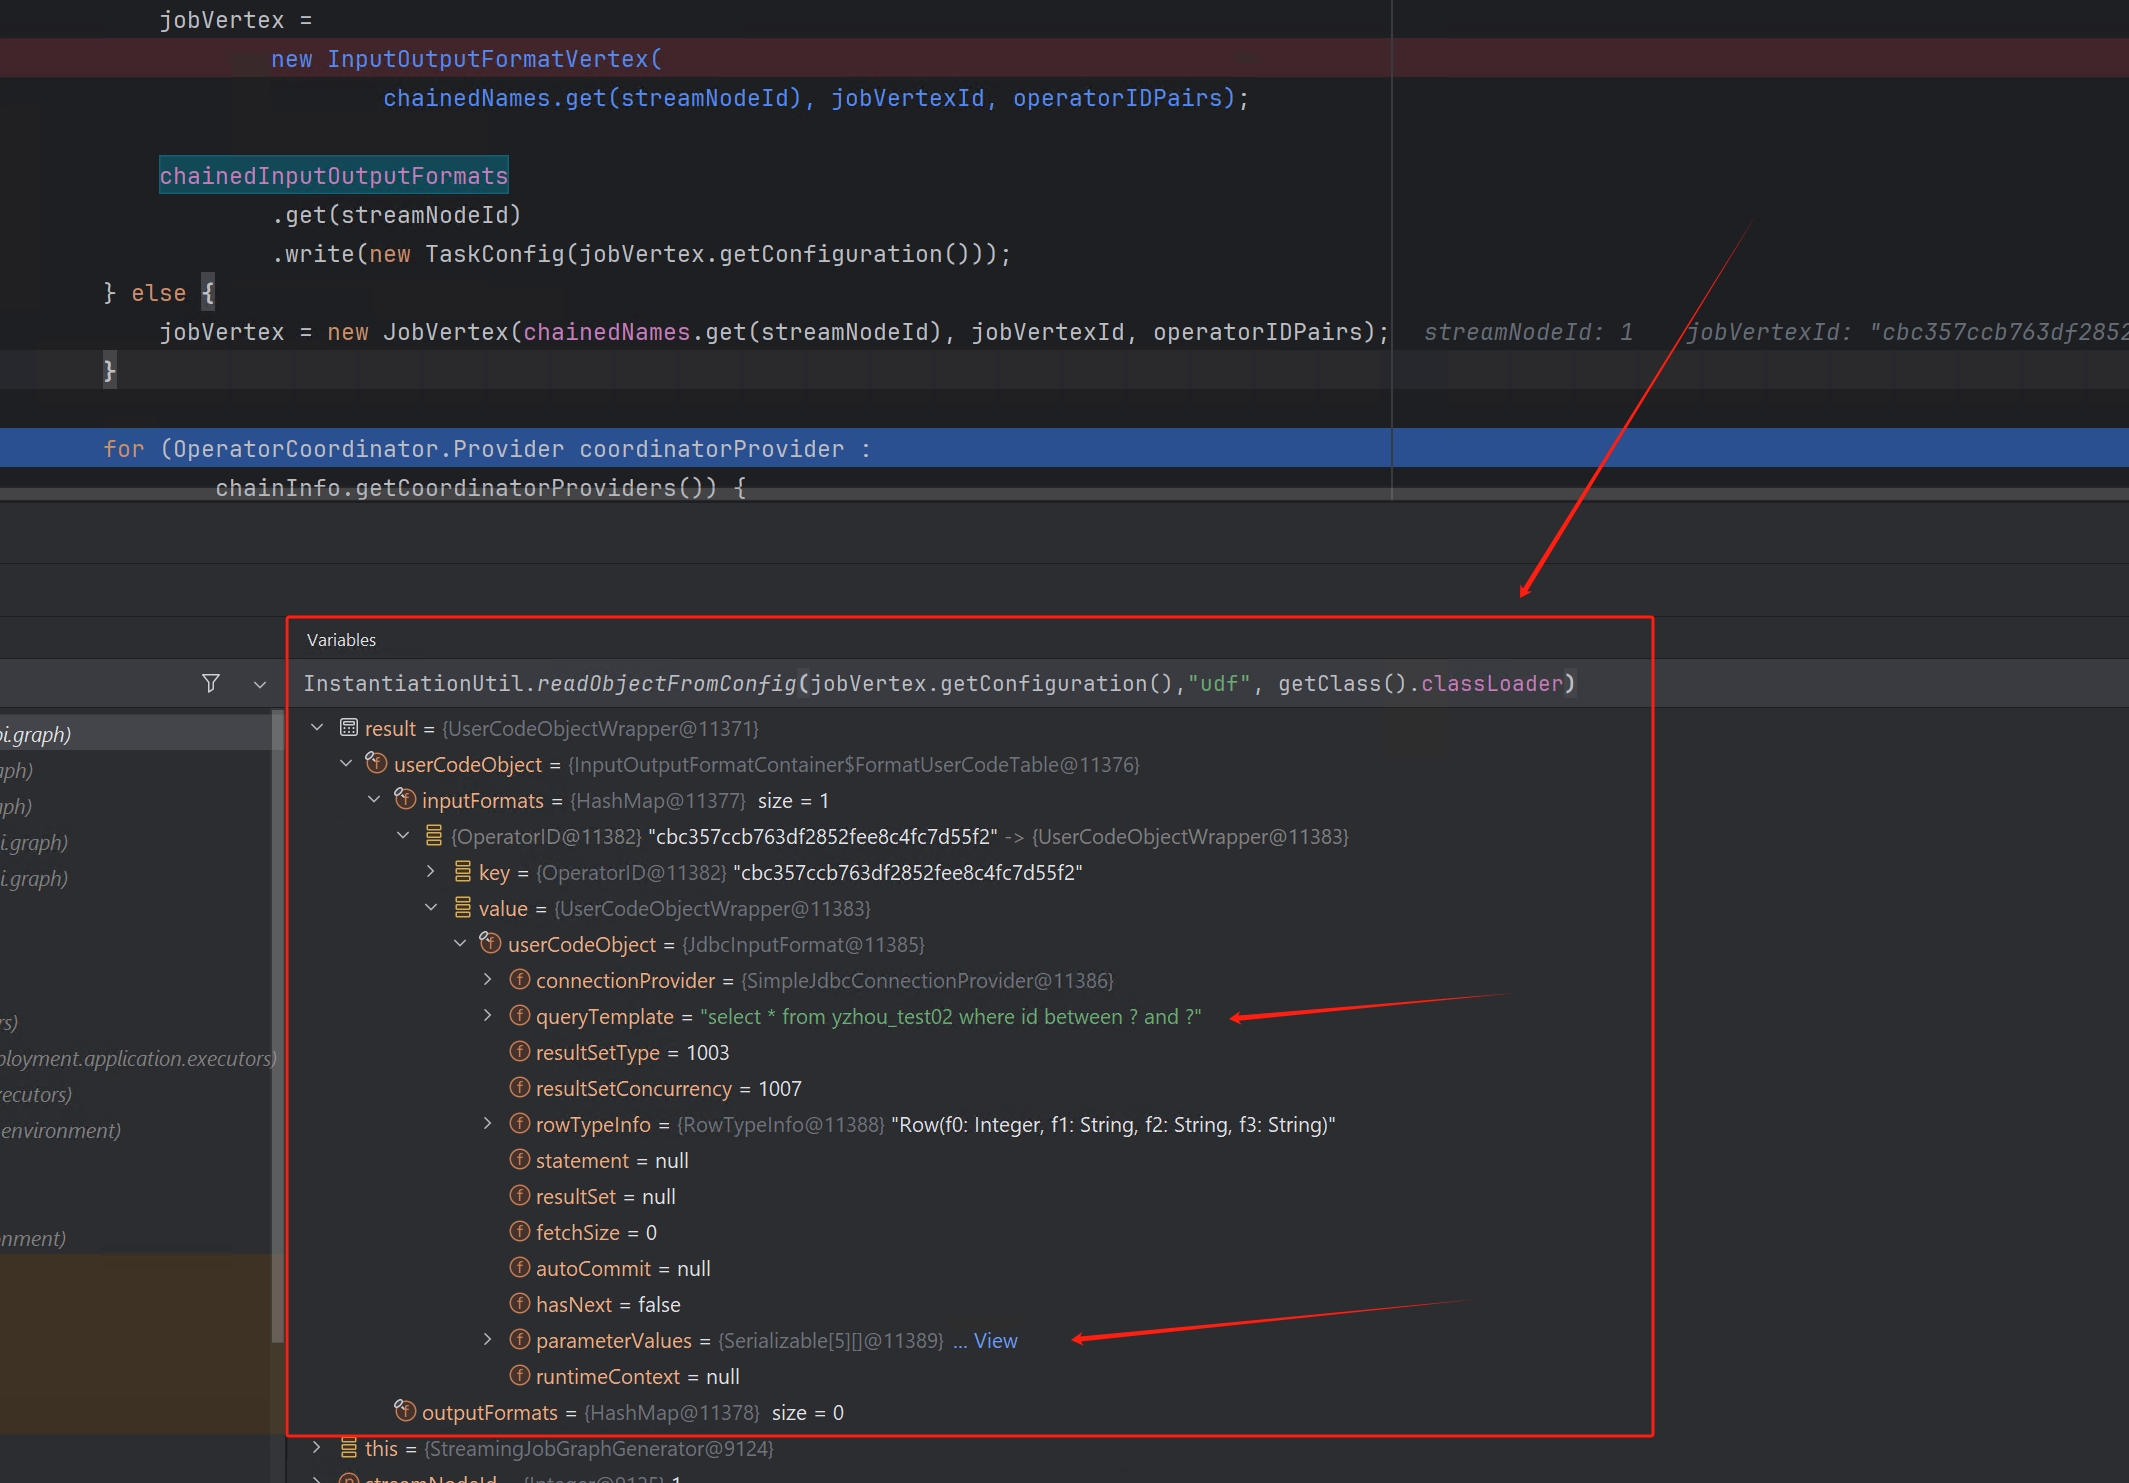 jobVertex =
new InputOutputFormatVertex(
chainedNames.get(streamNodeId), jobVertexId, operatorIDPairs);
chainedInputOutputFormats
.get(streamNodeId)
.write(new TaskConfig(jobVertex.getConfiguration()));
} else {
jobVertex = new JobVertex(chainedNames.get(streamNodeId), jobVertexId, operatorIDPairs); streamNodeId: 1 jobVertexId: "cbc357ccb763df2852
}
for (OperatorCoordinator.Provider coordinatorProvider :
chainInfo.getCoordinatorProviders()) {
Variables
InstantiationUtil.readObjectFromConfig(jobVertex.getConfiguration(),"udf", getClass().classLoader)
i.graph)
result = {UserCodeObjectWrapper@11371}
aph)
userCodeObject = {InputOutputFormatContainer$FormatUserCodeTable@11376}
ph)
inputFormats = {HashMap@11377} size = 1
i.graph)
{OperatorID@11382} "cbc357ccb763df2852fee8c4fc7d55f2" -> {UserCodeObjectWrapper@11383}
i.graph)
key = {OperatorID@11382} "cbc357ccb763df2852fee8c4fc7d55f2"
value = {UserCodeObjectWrapper@11383}
userCodeObject = {JdbcInputFormat@11385}
connectionProvider = {SimpleJdbcConnectionProvider@11386}
rs)
queryTemplate = "select * from yzhou_test02 where id between ? and ?"
ployment.application.executors)
resultSetType = 1003
ecutors)
resultSetConcurrency = 1007
environment)
rowTypeInfo = {RowTypeInfo@11388} "Row(f0: Integer, f1: String, f2: String, f3: String)"
statement = null
resultSet = null
nment)
fetchSize = 0
autoCommit = null
hasNext = false
parameterValues = {Serializable[5][]@11389} ... View
runtimeContext = null
outputFormats = {HashMap@11378} size = 0
this = {StreamingJobGraphGenerator@9124}
streamNodeId = {Integer@9125} 1